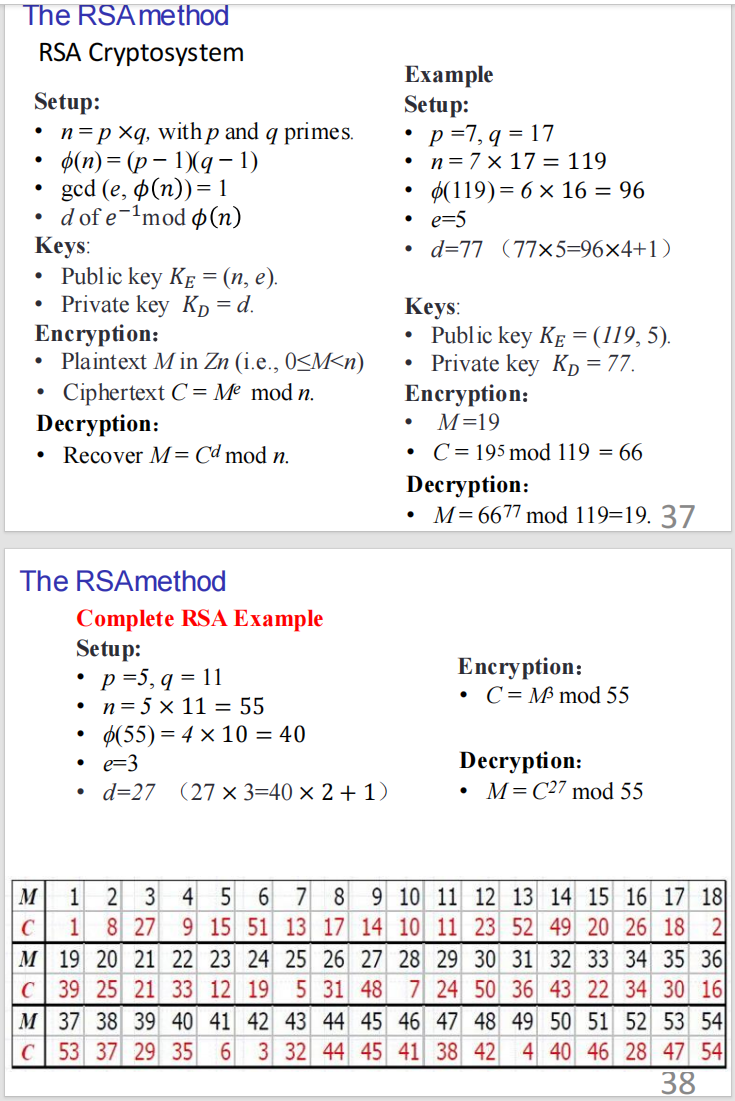 The RSA method
RSA Cryptosystem
Setup:
• n = p ×q, with p and q primes.
• ϕ(n) = (p − 1)(q − 1)
• gcd (e, ϕ(n)) = 1
• d of e⁻¹mod ϕ(n)
Keys:
• Public key K_E = (n, e).
• Private key K_D = d.
Encryption:
• Plaintext M in Zn (i.e., 0≤M<n)
• Ciphertext C = Mᵉ mod n.
Decryption:
• Recover M = Cᵈ mod n.
Example
Setup:
• p =7, q = 17
• n = 7 × 17 = 119
• ϕ(119) = 6 × 16 = 96
• e=5
• d=77 （77×5=96×4+1）
Keys:
• Public key K_E = (119, 5).
• Private key K_D = 77.
Encryption:
• M=19
• C = 19⁵ mod 119 = 66
Decryption:
• M = 66⁷⁷ mod 119=19.
37
The RSAmethod
Complete RSA Example
Setup:
• p =5, q = 11
• n = 5 × 11 = 55
• ϕ(55) = 4 × 10 = 40
• e=3
• d=27 （27 × 3=40 × 2 + 1）
Encryption:
• C = M³ mod 55
Decryption:
• M = C²⁷ mod 55
M 1 2 3 4 5 6 7 8 9 10 11 12 13 14 15 16 17 18
C 1 8 27 9 15 51 13 17 14 10 11 23 52 49 20 26 18 2
M 19 20 21 22 23 24 25 26 27 28 29 30 31 32 33 34 35 36
C 39 25 21 33 12 19 5 31 48 7 24 50 36 43 22 34 30 16
M 37 38 39 40 41 42 43 44 45 46 47 48 49 50 51 52 53 54
C 53 37 29 35 6 3 32 44 45 41 38 42 4 40 46 28 47 54
38